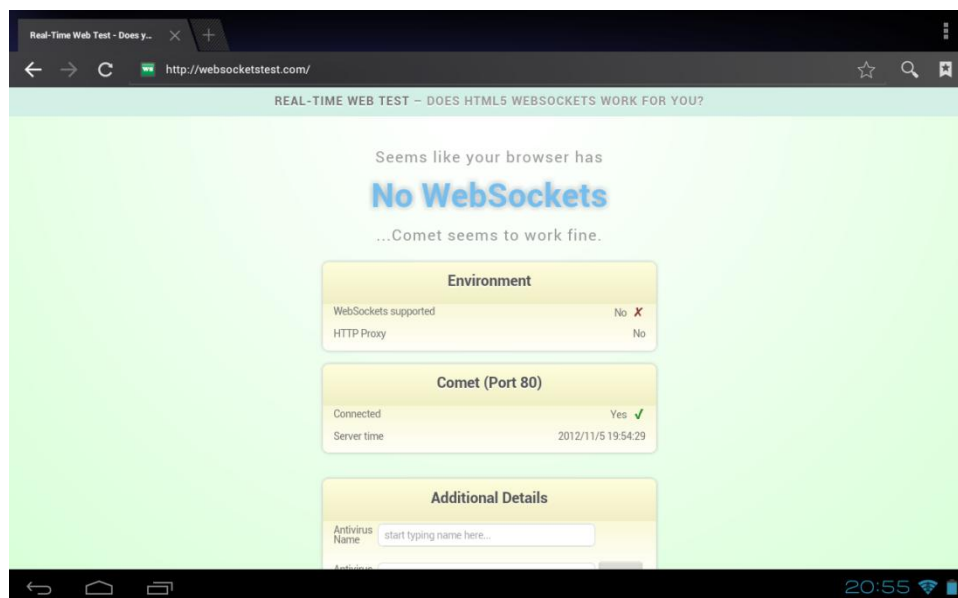 Real-Time Web Test - Does y...
http://websocketstest.com/
REAL-TIME WEB TEST – DOES HTML5 WEBSOCKETS WORK FOR YOU?
Seems like your browser has
No WebSockets
...Comet seems to work fine.
Environment
WebSockets supported No ✗
HTTP Proxy No
Comet (Port 80)
Connected Yes ✓
Server time 2012/11/5 19:54:29
Additional Details
Antivirus
Name
start typing name here...
Antivirus
20:55